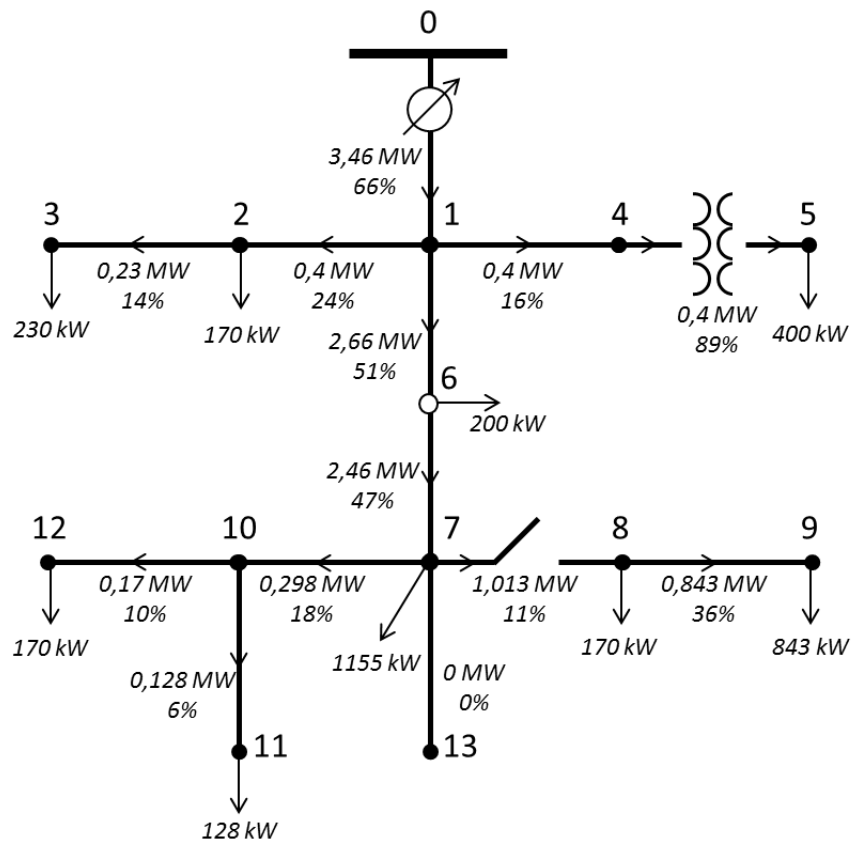 0
3,46 MW
66%
3
2
1
4
5
0,23 MW
14%
0,4 MW
24%
0,4 MW
16%
0,4 MW
89%
230 kW
170 kW
400 kW
2,66 MW
51%
6
200 kW
2,46 MW
47%
12
10
7
8
9
0,17 MW
10%
0,298 MW
18%
1,013 MW
11%
0,843 MW
36%
170 kW
1155 kW
170 kW
843 kW
0,128 MW
6%
0 MW
0%
11
13
128 kW